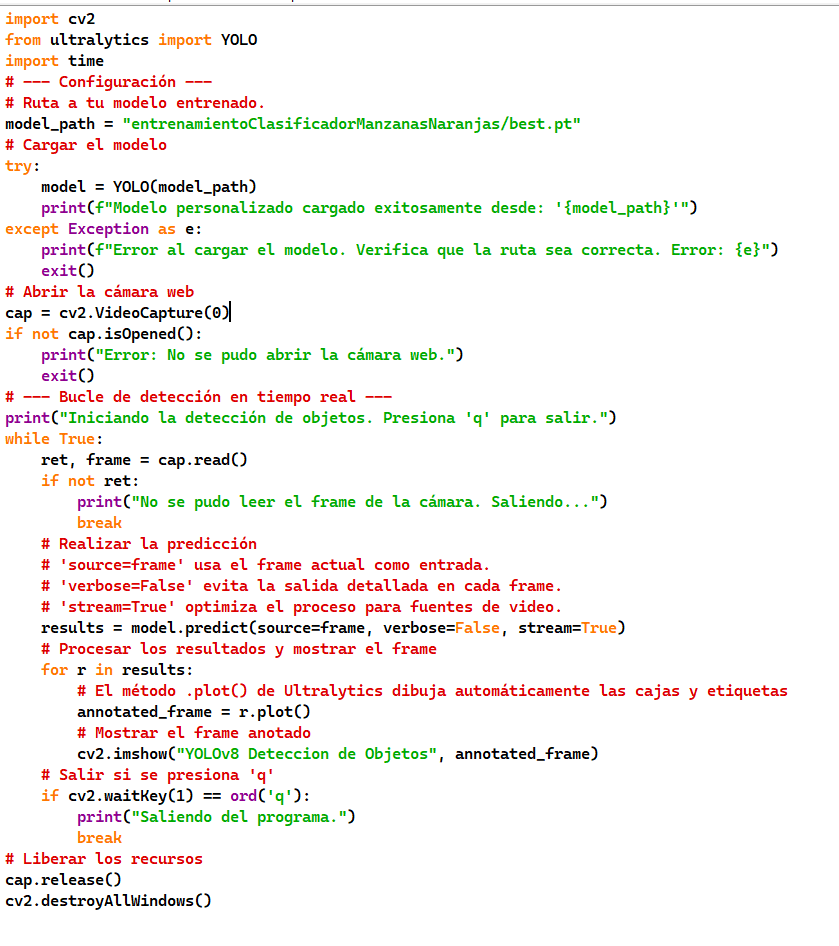 import cv2
from ultralytics import YOLO
import time
# --- Configuración ---
# Ruta a tu modelo entrenado.
model_path = "entrenamientoClasificadorManzanasNaranjas/best.pt"
# Cargar el modelo
try:
    model = YOLO(model_path)
    print(f"Modelo personalizado cargado exitosamente desde: '{model_path}'")
except Exception as e:
    print(f"Error al cargar el modelo. Verifica que la ruta sea correcta. Error: {e}")
    exit()
# Abrir la cámara web
cap = cv2.VideoCapture(0)
if not cap.isOpened():
    print("Error: No se pudo abrir la cámara web.")
    exit()
# --- Bucle de detección en tiempo real ---
print("Iniciando la detección de objetos. Presiona 'q' para salir.")
while True:
    ret, frame = cap.read()
    if not ret:
        print("No se pudo leer el frame de la cámara. Saliendo...")
        break
    # Realizar la predicción
    # 'source=frame' usa el frame actual como entrada.
    # 'verbose=False' evita la salida detallada en cada frame.
    # 'stream=True' optimiza el proceso para fuentes de video.
    results = model.predict(source=frame, verbose=False, stream=True)
    # Procesar los resultados y mostrar el frame
    for r in results:
        # El método .plot() de Ultralytics dibuja automáticamente las cajas y etiquetas
        annotated_frame = r.plot()
        # Mostrar el frame anotado
        cv2.imshow("YOLOv8 Deteccion de Objetos", annotated_frame)
    # Salir si se presiona 'q'
    if cv2.waitKey(1) == ord('q'):
        print("Saliendo del programa.")
        break
# Liberar los recursos
cap.release()
cv2.destroyAllWindows()